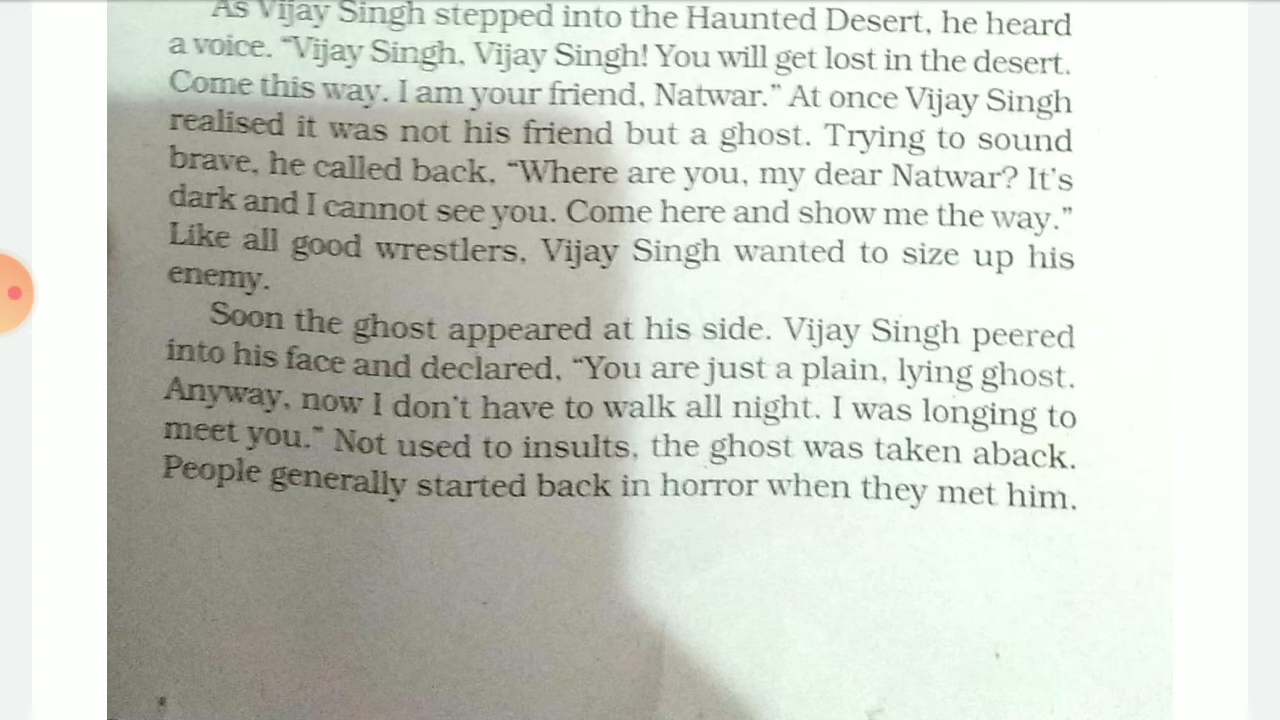 As Vijay Singh stepped into the Haunted Desert, he heard
a voice. “Vijay Singh, Vijay Singh! You will get lost in the desert.
Come this way. I am your friend, Natwar.” At once Vijay Singh
realised it was not his friend but a ghost. Trying to sound
brave, he called back, “Where are you, my dear Natwar? It’s
dark and I cannot see you. Come here and show me the way.”
Like all good wrestlers, Vijay Singh wanted to size up his
enemy.
Soon the ghost appeared at his side. Vijay Singh peered
into his face and declared, “You are just a plain, lying ghost.
Anyway, now I don’t have to walk all night. I was longing to
meet you.” Not used to insults, the ghost was taken aback.
People generally started back in horror when they met him.